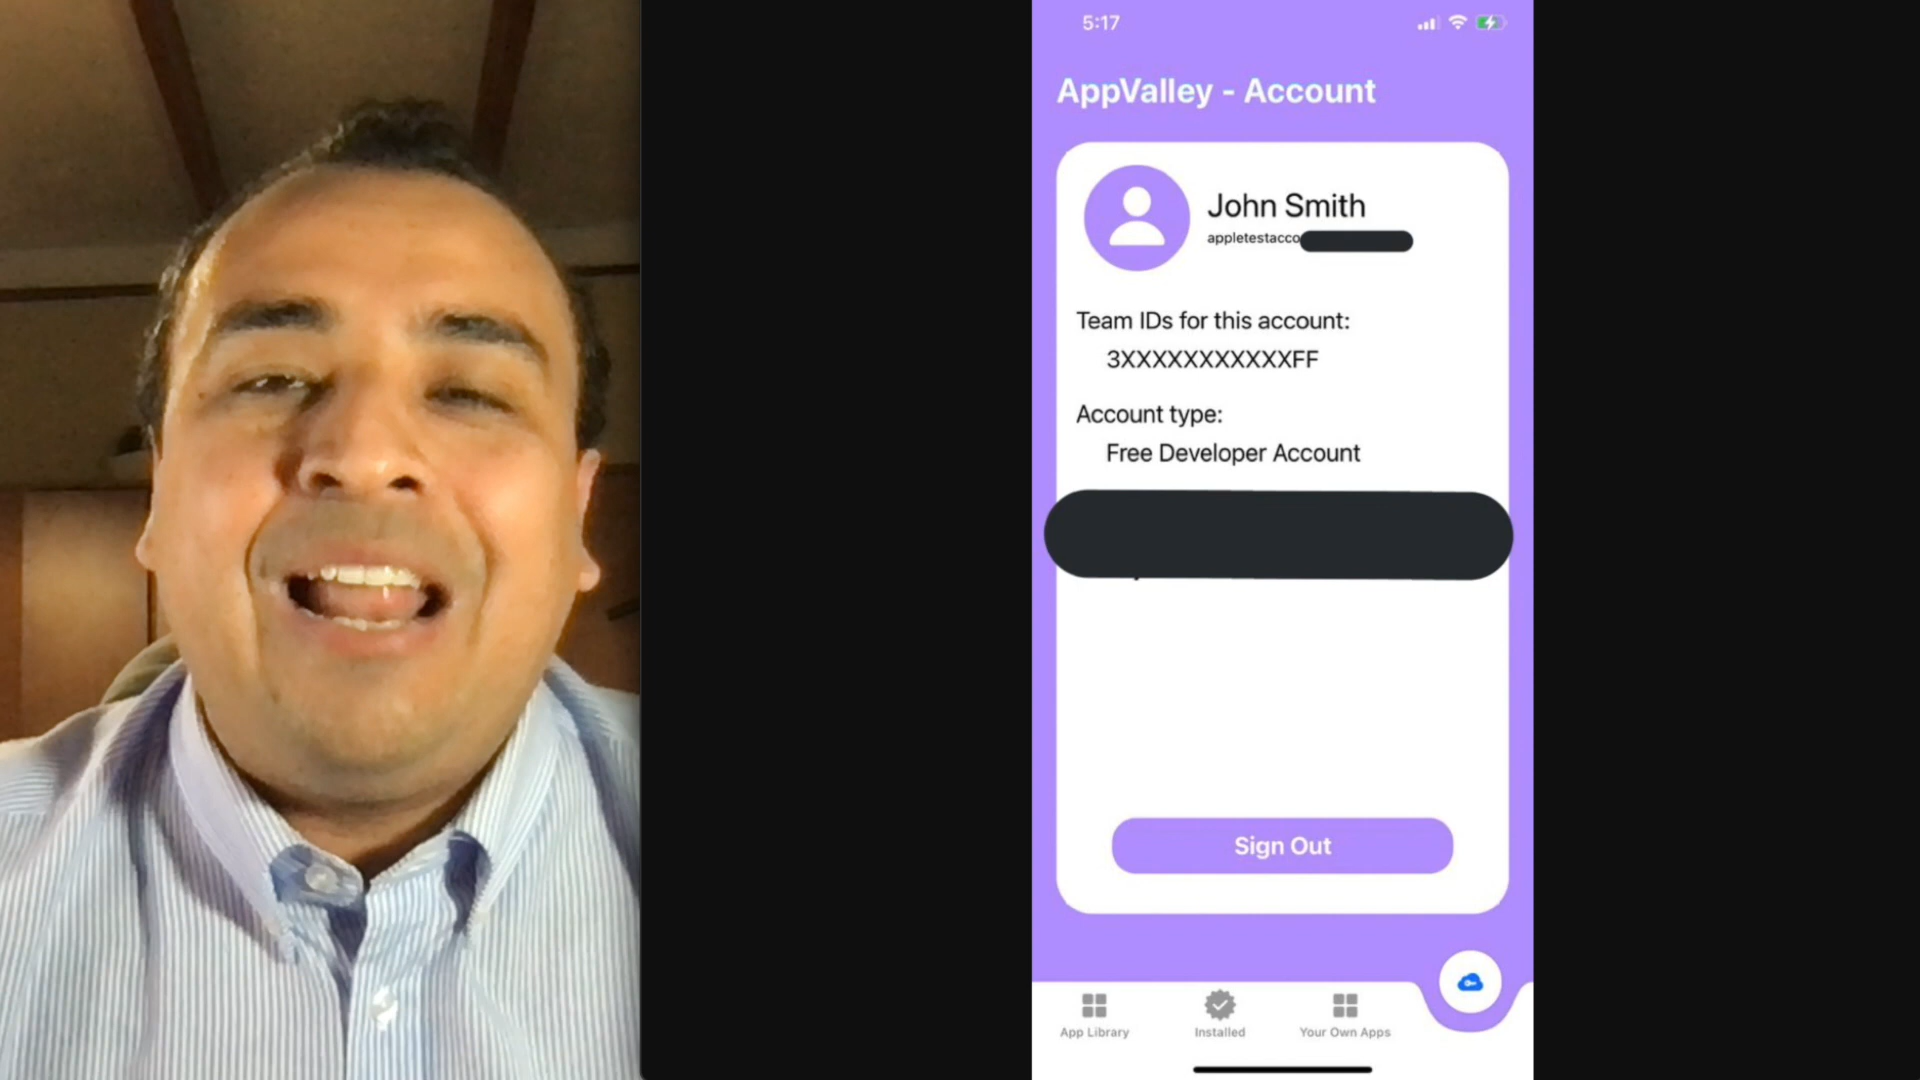 5:17
AppValley - Account
John Smith
appletestacco
Team IDs for this account:
3XXXXXXXXXXXFF
Account type:
Free Developer Account
Sign Out
App Library
Installed
Your Own Apps